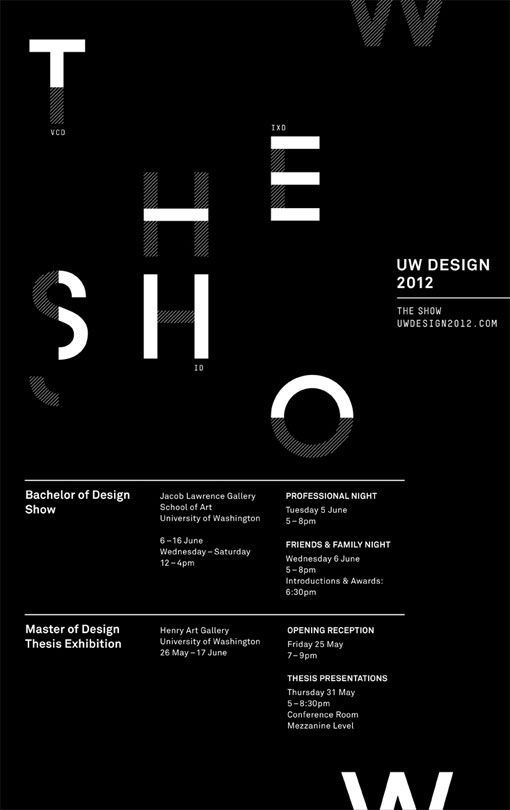 W
T
VCD
IXD
E
H
S H
ID
O
UW DESIGN
2012
THE SHOW
UWDESIGN2012.COM
Bachelor of Design
Show
Jacob Lawrence Gallery
School of Art
University of Washington
6–16 June
Wednesday–Saturday
12–4pm
PROFESSIONAL NIGHT
Tuesday 5 June
5–8pm
FRIENDS & FAMILY NIGHT
Wednesday 6 June
5–8pm
Introductions & Awards:
6:30pm
Master of Design
Thesis Exhibition
Henry Art Gallery
University of Washington
26 May–17 June
OPENING RECEPTION
Friday 25 May
7–9pm
THESIS PRESENTATIONS
Thursday 31 May
5–8:30pm
Conference Room
Mezzanine Level
W